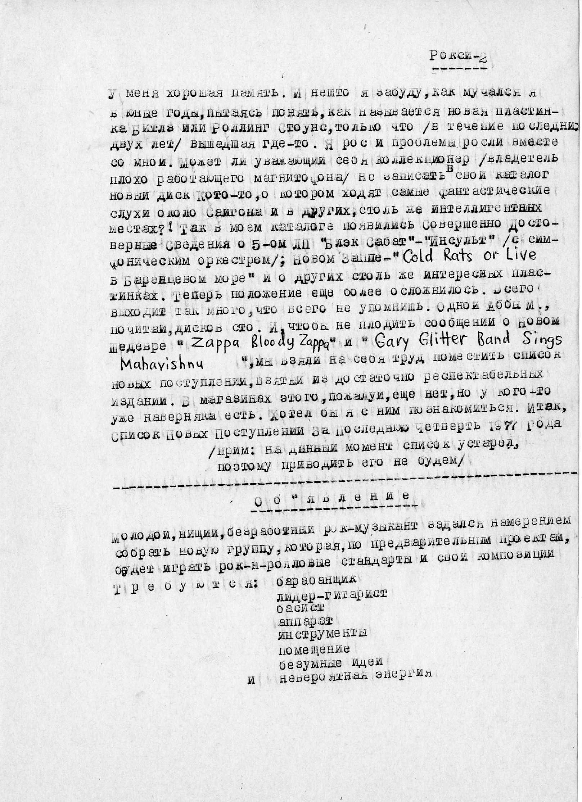 Рокси-2
У меня хорошая память. И нешто я забуду,как мучался я
в юные годы,пытаясь понять,как называется новая пластин-
ка Битлз или Роллинг Стоунс,только что /в течение последних
двух лет/ вышедшая где-то. Я рос и проблемы росли вместе
со мной. Может ли уважающий себя коллекционер /владетель
плохо работающего магнитофона/ не записать в свой каталог
новый диск Кого-то,о котором ходят самые фантастические
слухи около Сайгона и в других,столь же интеллигентных
местах?! Так в моем каталоге появились Совершенно Досто-
верные Сведения о 5-ом ЛП "Блэк Сабат"-"Инсульт" /с сим-
фоническим оркестром/; новом Заппе-"Cold Rats or Live
в Баренцевом море" и о других столь же интересных плас-
тинках. Теперь положение еще более осложнилось. Всего
выходит так много,что всего не упомнишь. Одной Абы М.,
почитай,дисков сто. И,чтобы не плодить сообщений о новом
шедевре "Zappa Bloody Zappa" и "Gary Glitter Band Sings
Mahavishnu ",мы взяли на себя труд поместить список
новых поступлений,взятый из достаточно респектабельных
изданий. В магазинах этого,пожалуй,еще нет,но у кого-то
уже наверняка есть. Хотел бы я с ним познакомиться. Итак,
Список Новых Поступлений За Последнюю Четверть 1977 года
/прим: на данный момент список устарел,
поэтому приводить его не будем/
Объявление
Молодой,нищий,безработный рок-музыкант задался намерением
собрать новую группу,которая,по предварительным проектам,
будет играть рок-н-ролловые стандарты и свои композиции
Требуются: барабанщик
лидер-гитарист
басист
аппарат
инструменты
помещение
безумные идеи
и невероятная энергия